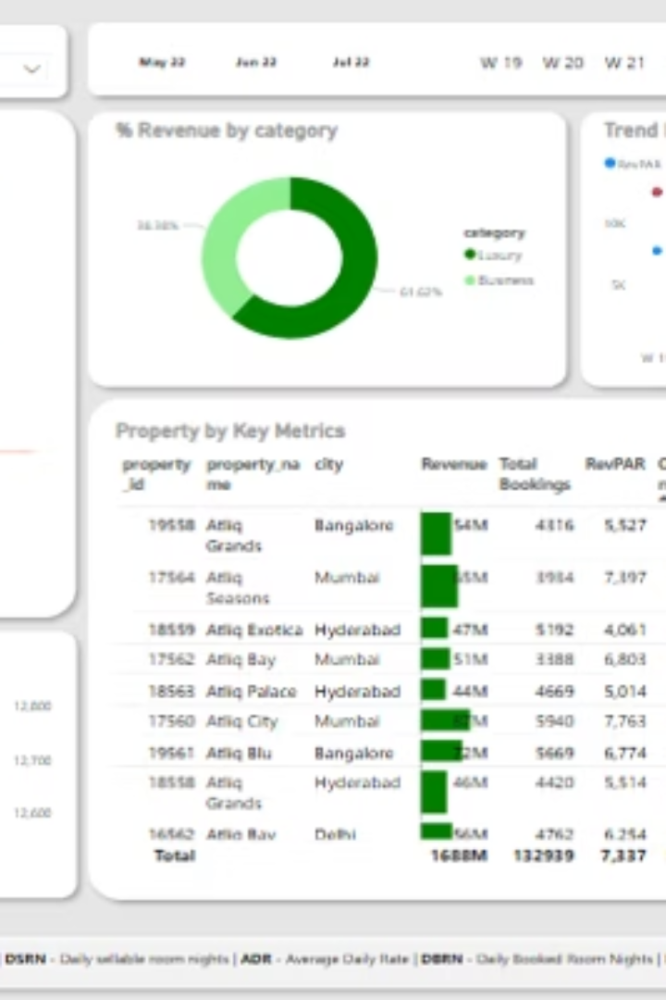 May 22 Jun 22 Jul 22 W 19 W 20 W 21
% Revenue by category
Trend
RevPAR
38.38%
category
Luxury
Business
61.62%
10K
5K
Property by Key Metrics
property_id property_name city Revenue Total Bookings RevPAR
19558 Atliq Grands Bangalore 54M 4316 5,527
17564 Atliq Seasons Mumbai 3984 7,397
18559 Atliq Exotica Hyderabad 47M 5192 4,061
17562 Atliq Bay Mumbai 51M 3388 6,803
18563 Atliq Palace Hyderabad 44M 4669 5,014
17560 Atliq City Mumbai 5940 7,763
19561 Atliq Blu Bangalore 5669 6,774
18558 Atliq Grands Hyderabad 46M 4420 5,514
16562 Atliq Bay Delhi 56M 4762 6,254
Total 1688M 132939 7,337
12,800
12,700
12,600
DSRN - Daily sellable room nights | ADR - Average Daily Rate | DBRN - Daily Booked Room Nights |